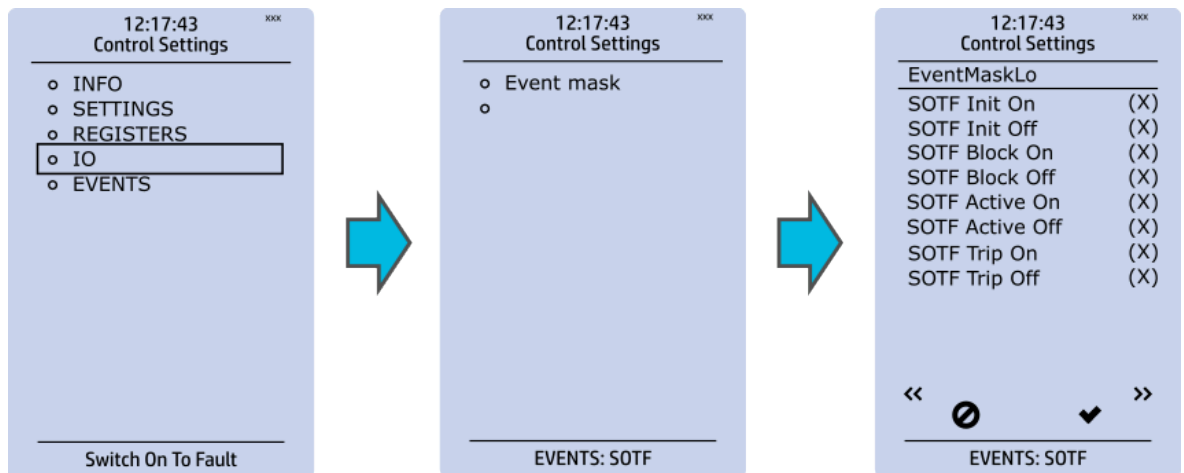 12:17:43 xxx
Control Settings
INFO
SETTINGS
REGISTERS
IO
EVENTS
Switch On To Fault
12:17:43 xxx
Control Settings
Event mask
EVENTS: SOTF
12:17:43 xxx
Control Settings
EventMaskLo
SOTF Init On (X)
SOTF Init Off (X)
SOTF Block On (X)
SOTF Block Off (X)
SOTF Active On (X)
SOTF Active Off (X)
SOTF Trip On (X)
SOTF Trip Off (X)
<< >>
EVENTS: SOTF